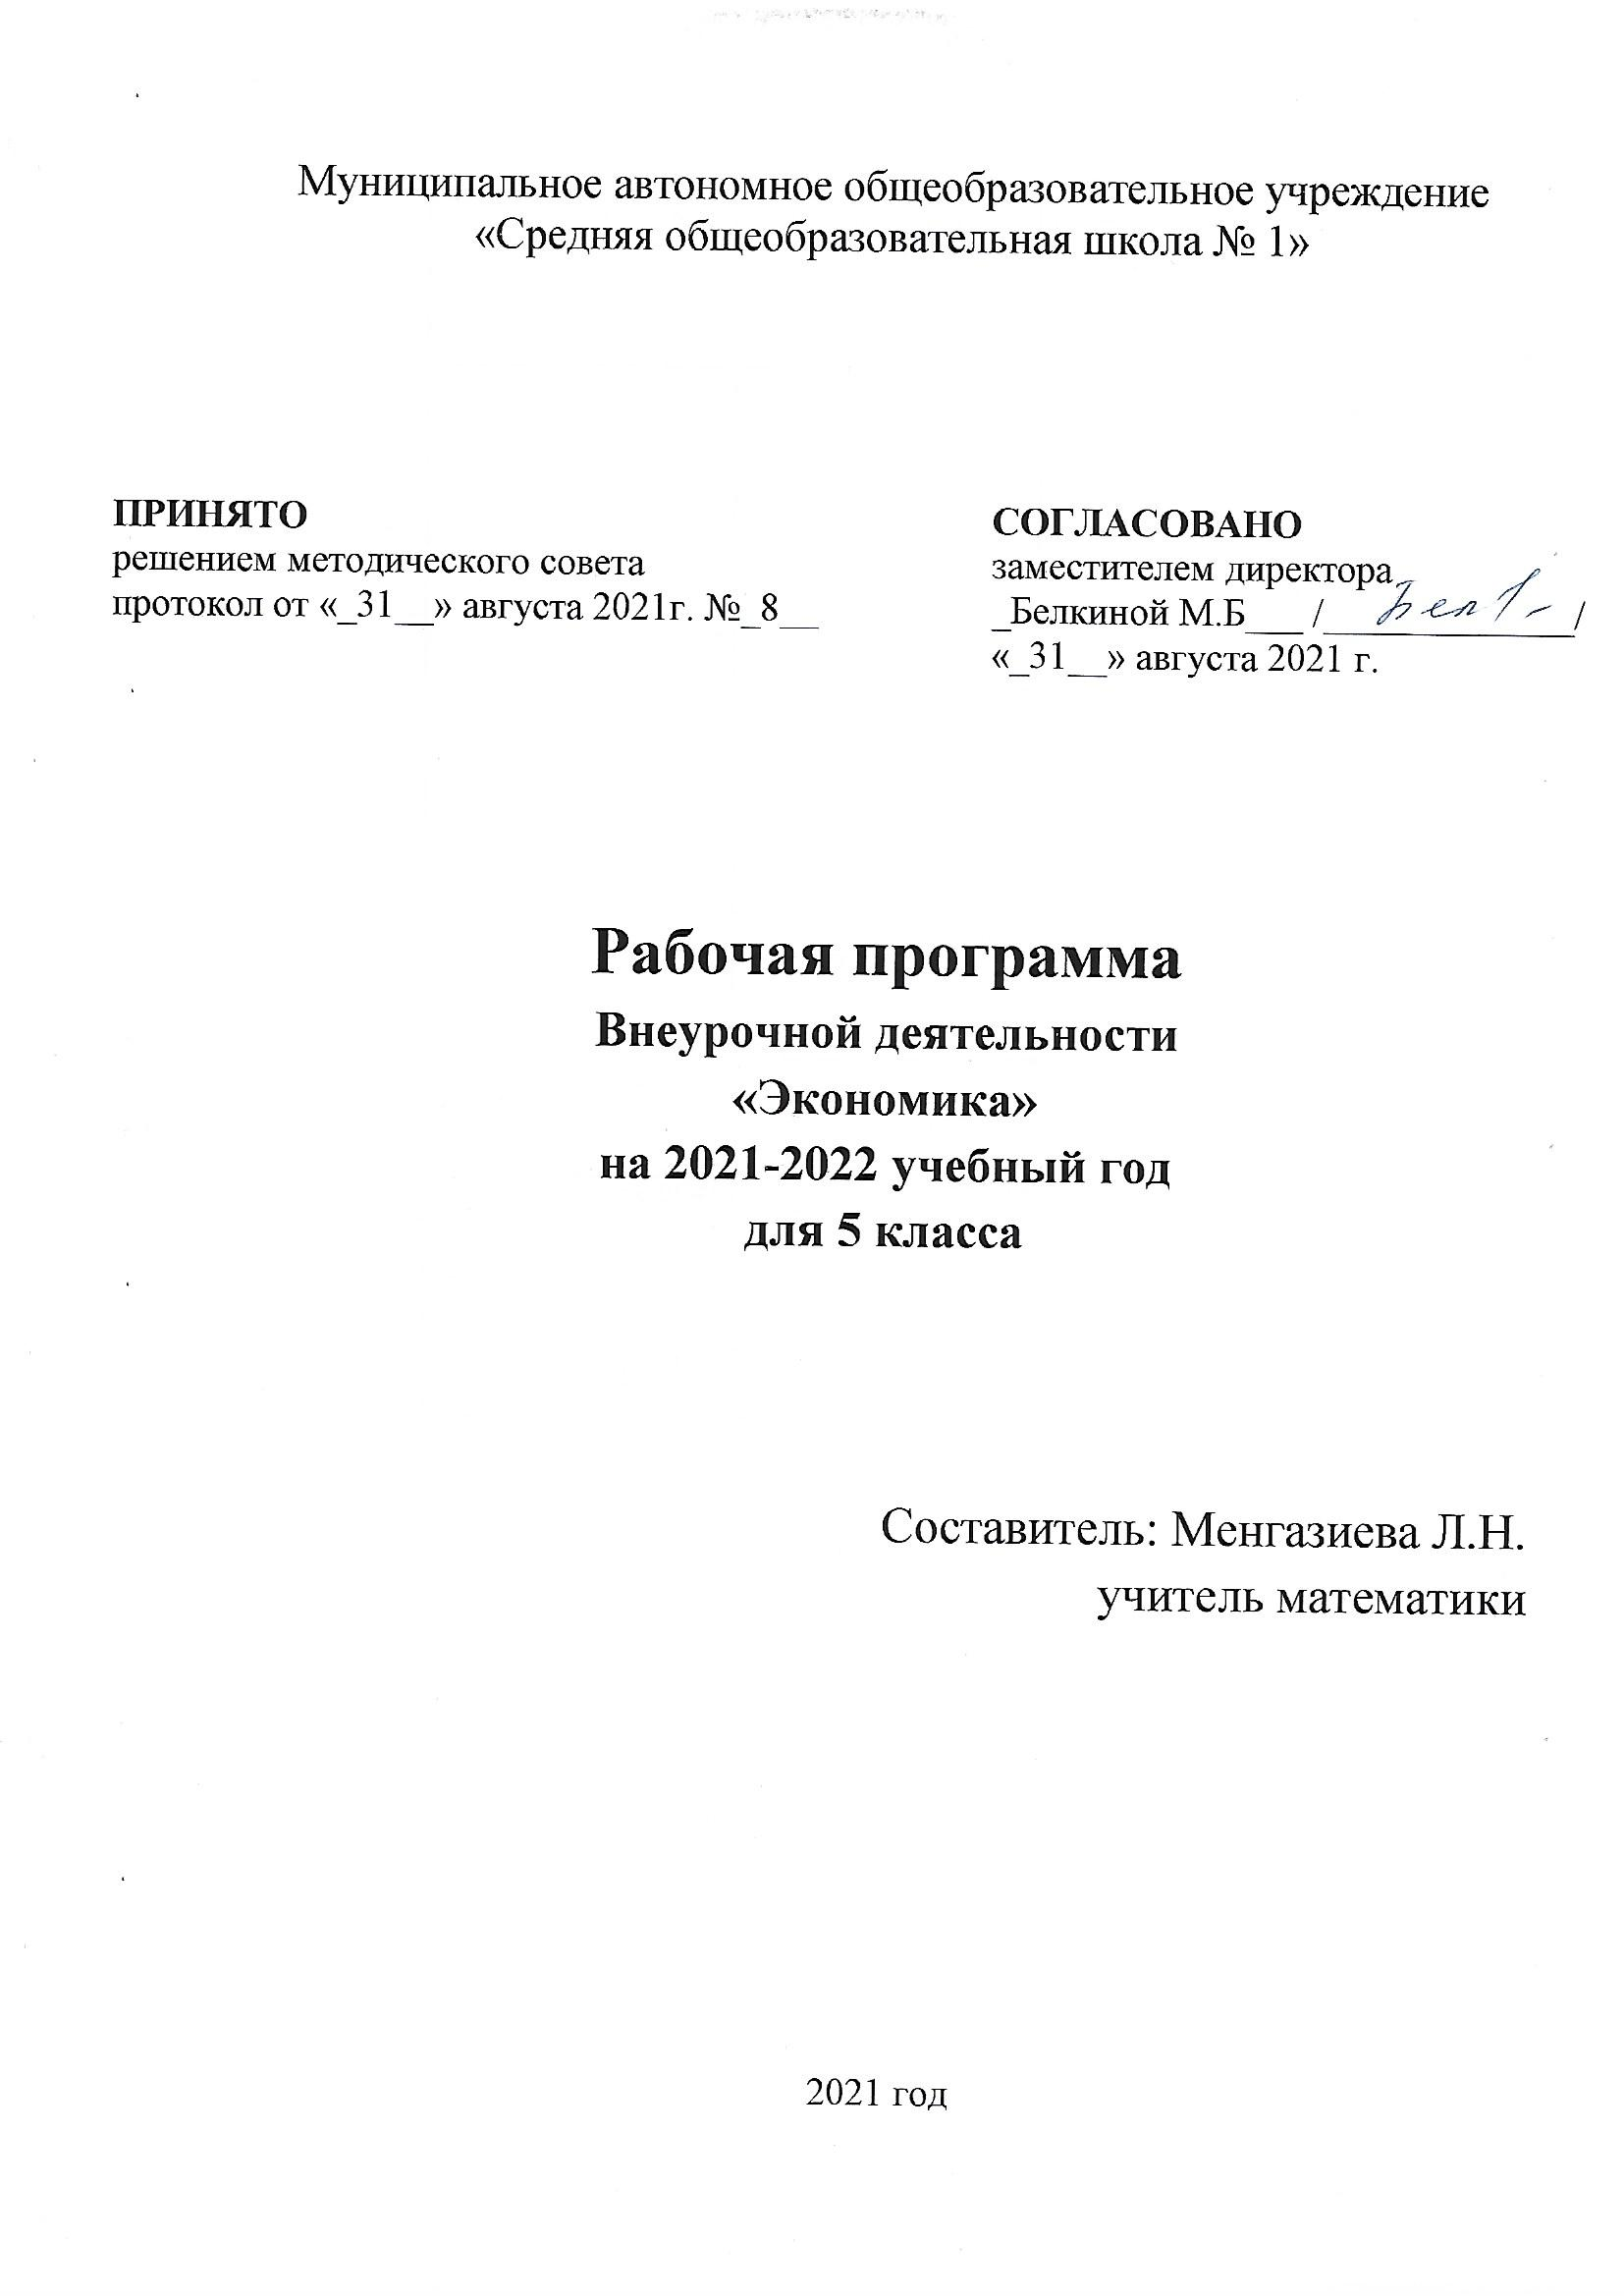 Муниципальное автономное общеобразовательное учреждение
«Средняя общеобразовательная школа № 1»
ПРИНЯТО
решением методического совета
протокол от «_31__» августа 2021г. №_8__
СОГЛАСОВАНО
заместителем директора
_Белкиной М.Б___ /_____________/
«_31__» августа 2021 г.
Рабочая программа
Внеурочной деятельности
«Экономика»
на 2021-2022 учебный год
для 5 класса
Составитель: Менгазиева Л.Н.
учитель математики
2021 год